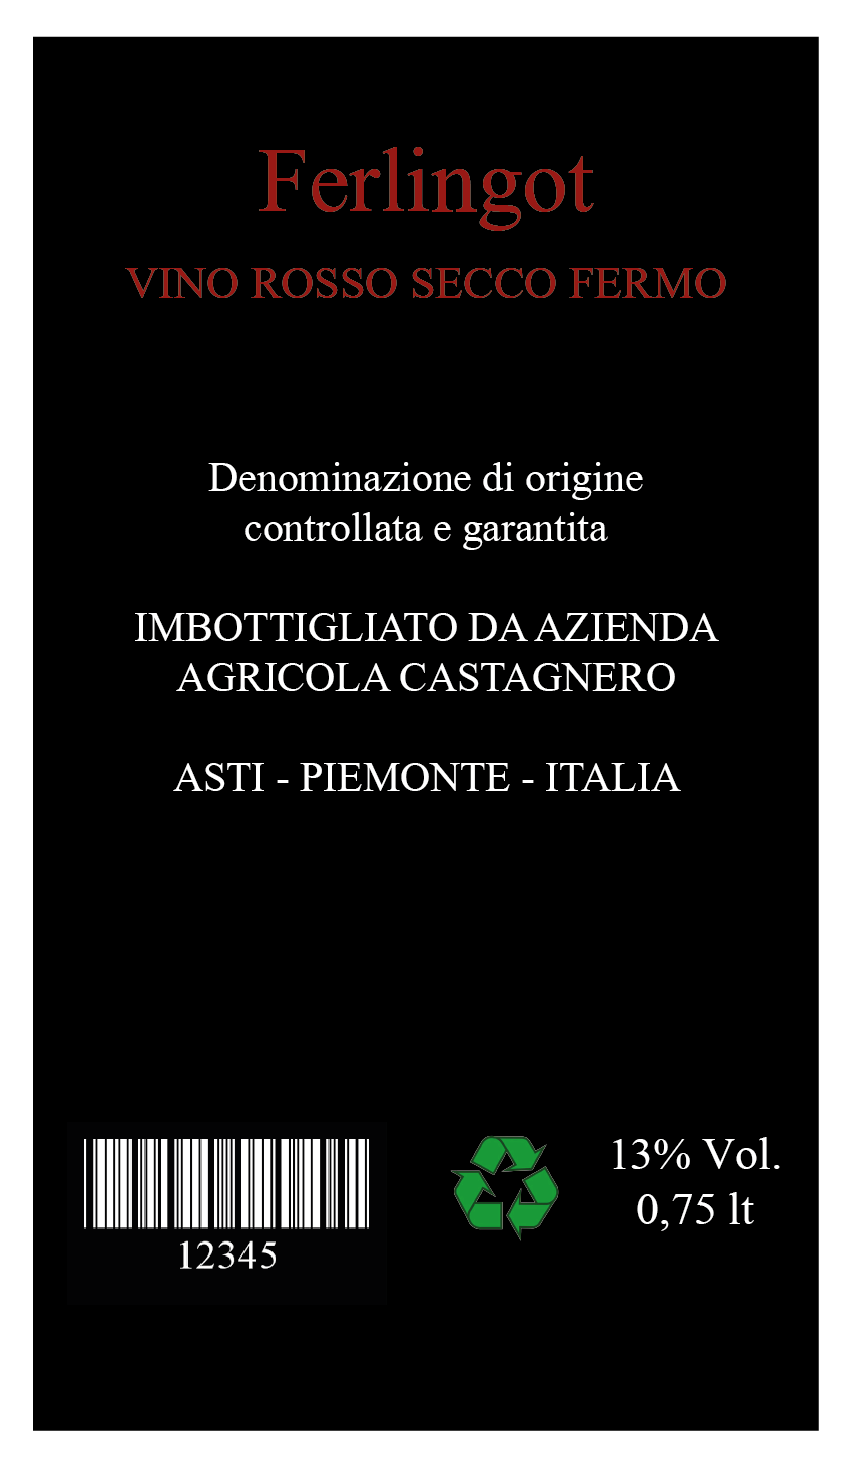 Ferlingot
VINO ROSSO SECCO FERMO
Denominazione di origine
controllata e garantita
IMBOTTIGLIATO DA AZIENDA
AGRICOLA CASTAGNERO
ASTI - PIEMONTE - ITALIA
13% Vol.
0,75 lt
12345